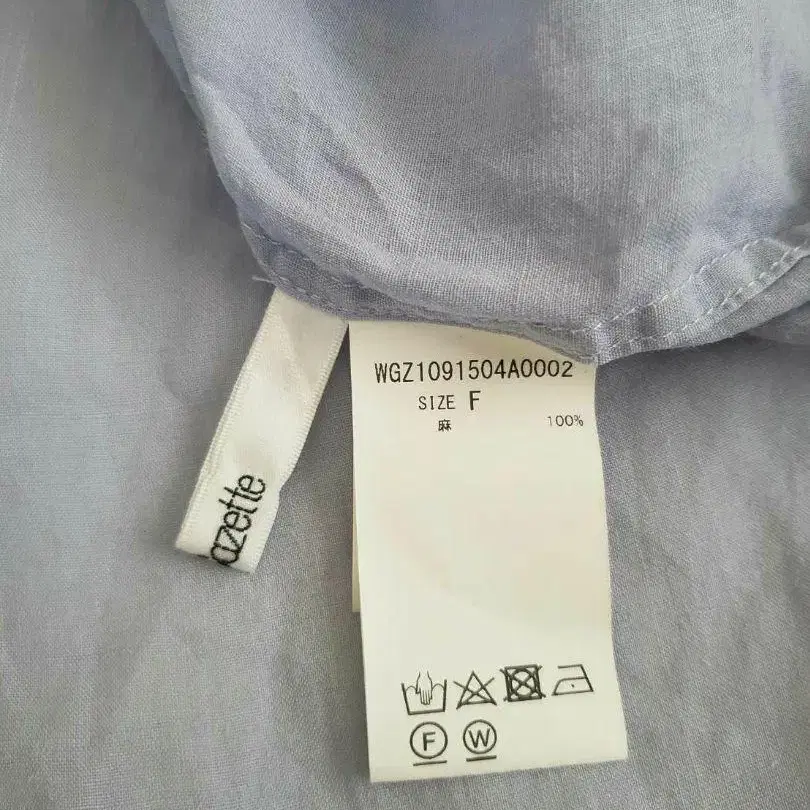 WGZ1091504A0002
SIZE F
麻 100%
azette
F W